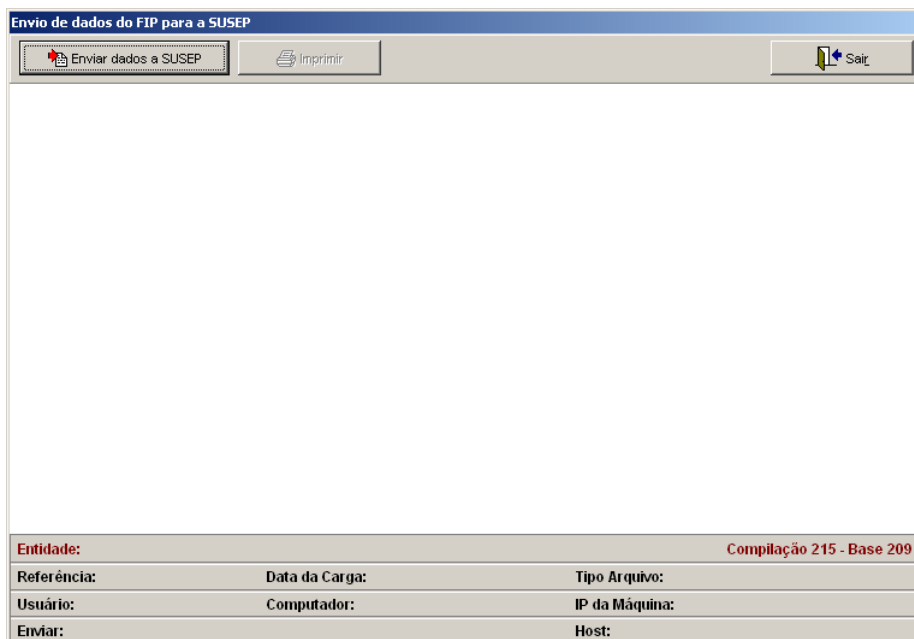 Envio de dados do FIP para a SUSEP
Enviar dados a SUSEP Imprimir Sair
Entidade: Compilação 215 - Base 209
Referência: Data da Carga: Tipo Arquivo:
Usuário: Computador: IP da Máquina:
Enviar: Host: